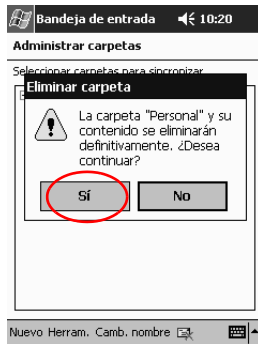 Bandeja de entrada 10:20
Administrar carpetas
Seleccionar carpetas para sincronizar
Eliminar carpeta
La carpeta "Personal" y su
contenido se eliminarán
definitivamente. ¿Desea
continuar?
Sí No
Nuevo Herram. Camb. nombre